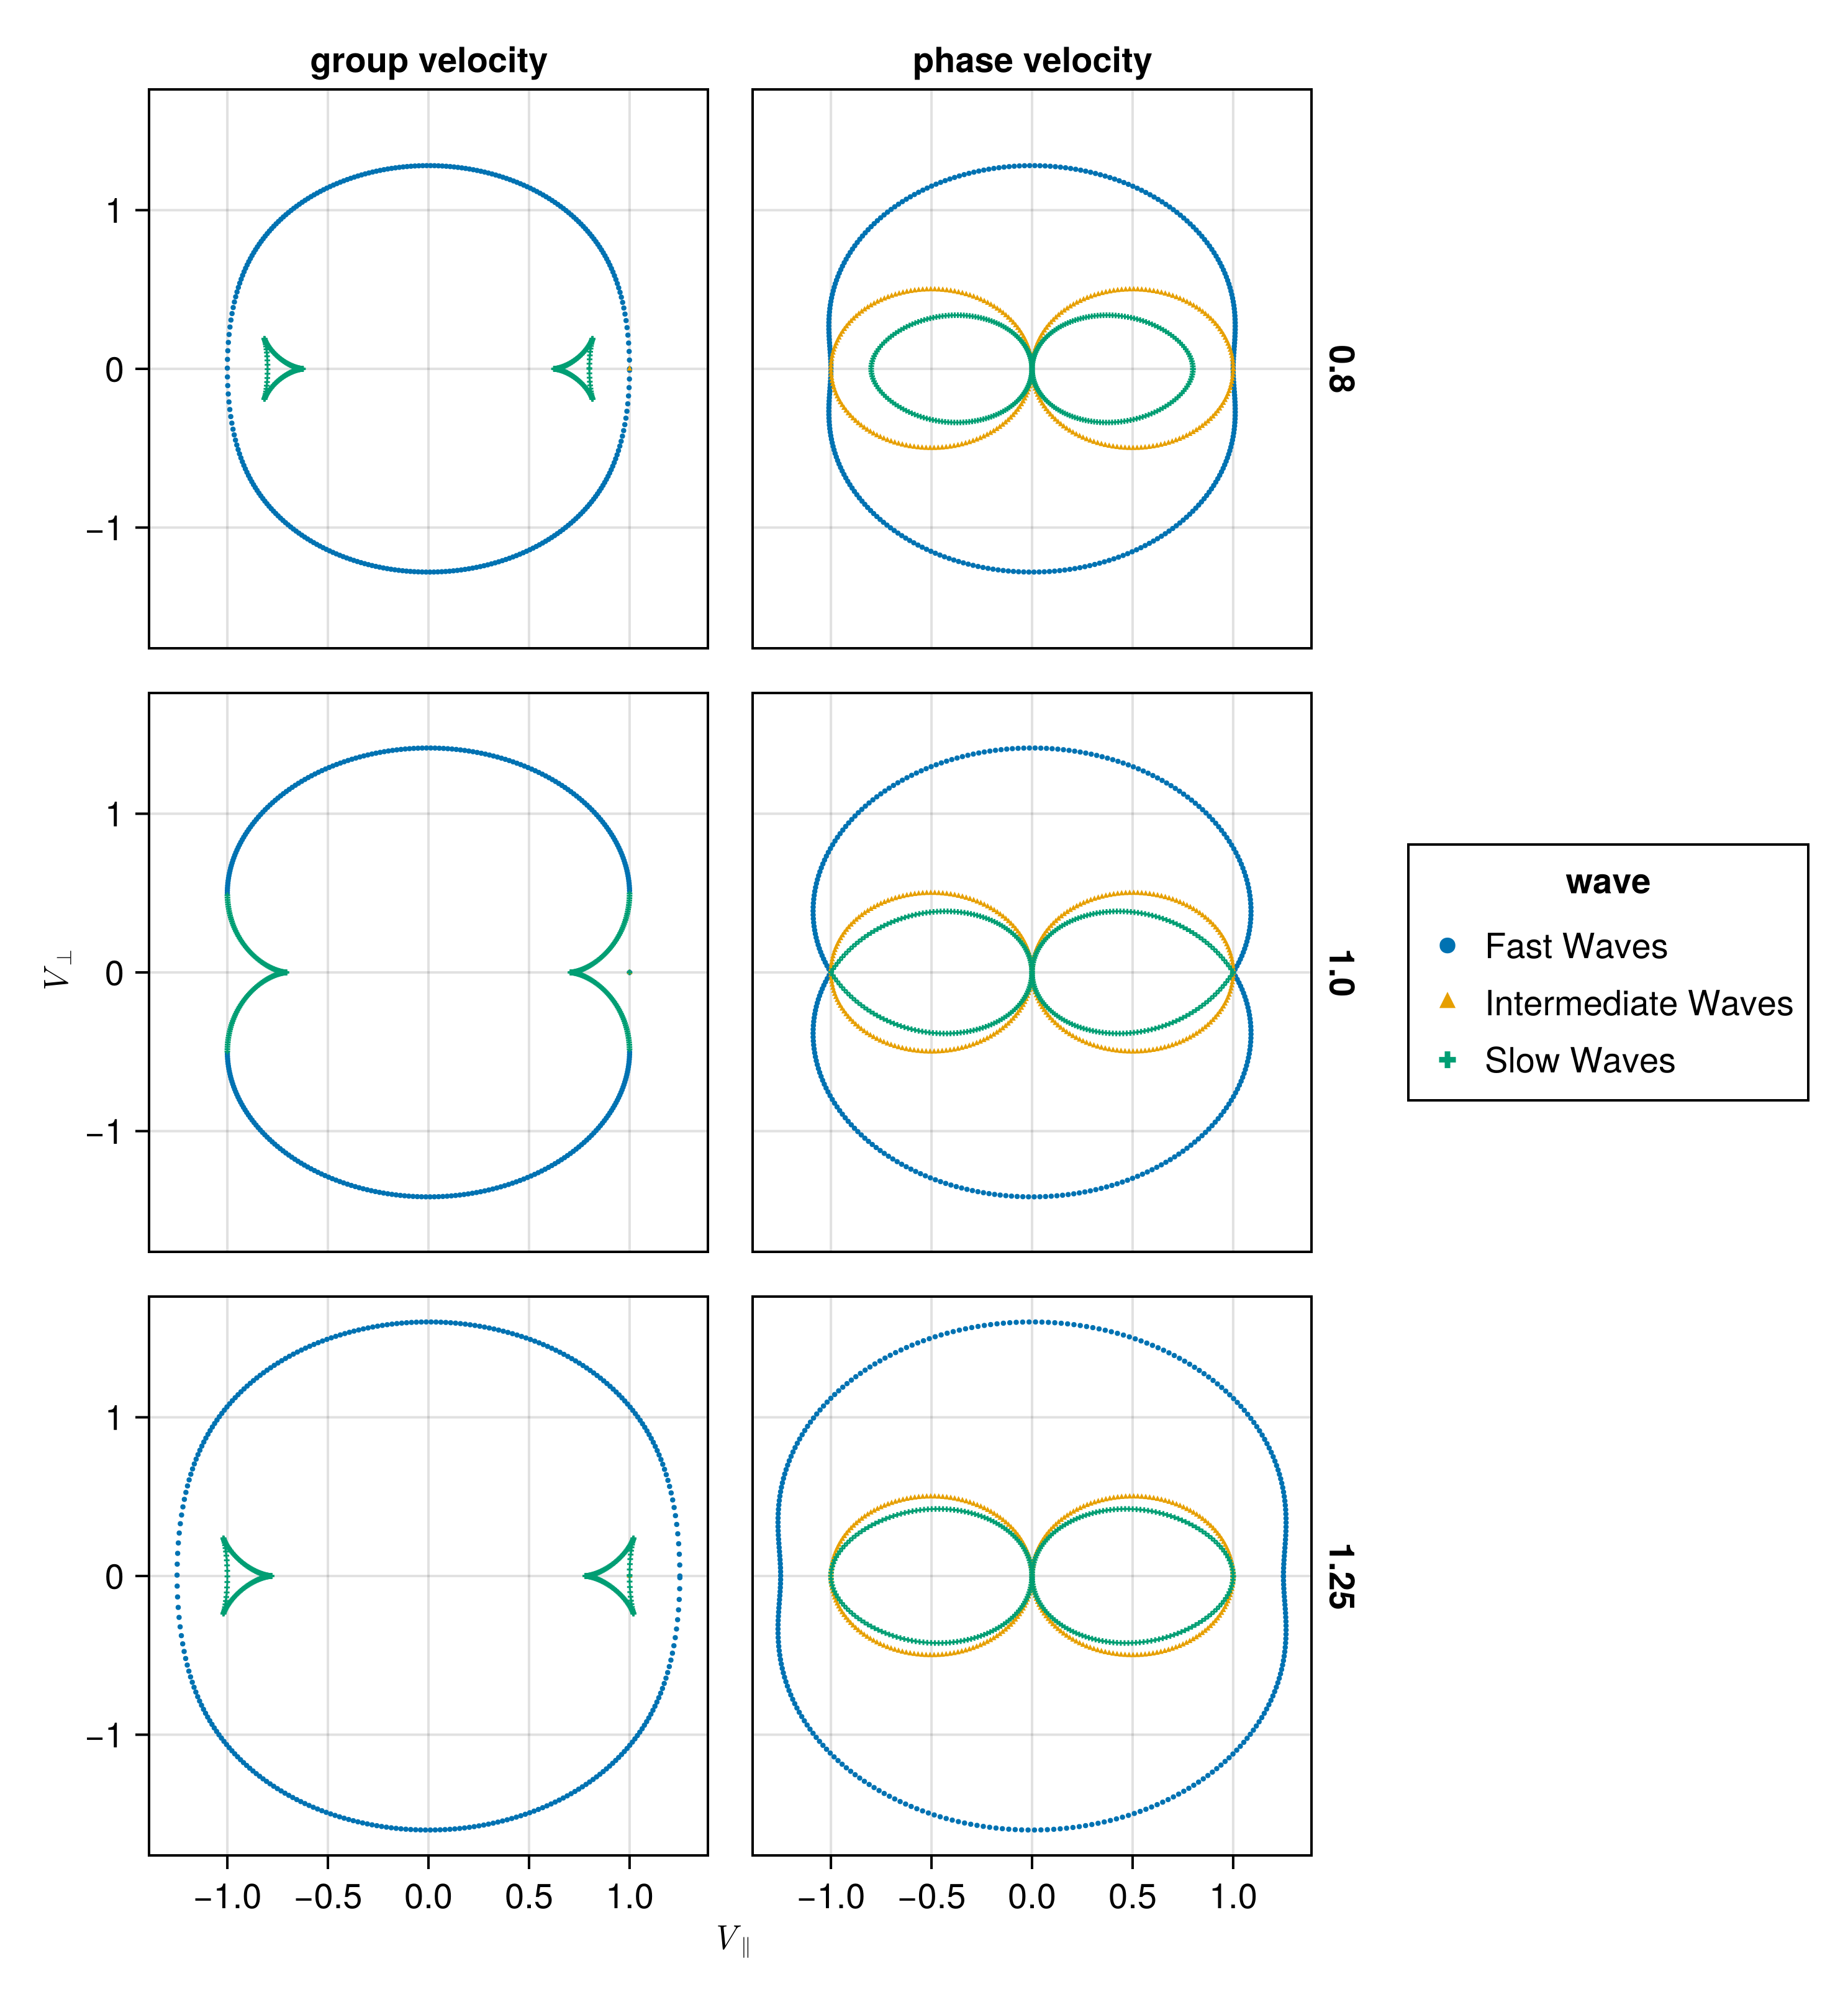 group velocity
phase velocity
1
0
−1
0.8
1
0
−1
1.0
V⊥
wave
Fast Waves
Intermediate Waves
Slow Waves
1
0
−1
1.25
−1.0 −0.5 0.0 0.5 1.0
−1.0 −0.5 0.0 0.5 1.0
V∥